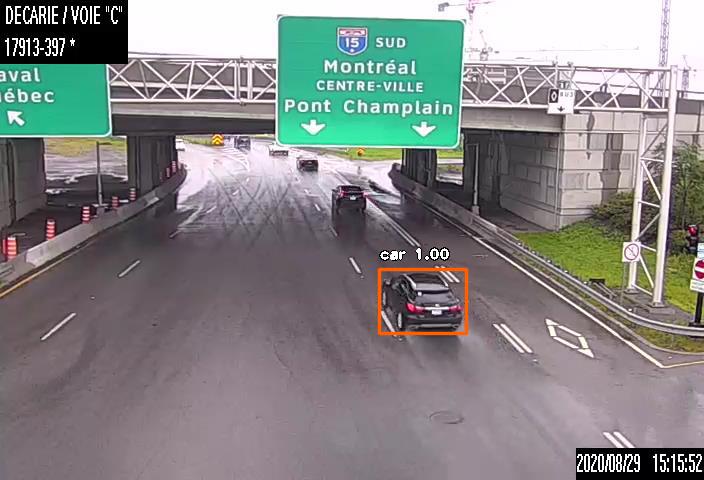 DECARIE / VOIE "C"
17913-397 *
aval
ébec
15 SUD
Montréal
CENTRE-VILLE
Pont Champlain
BUS
car 1.00
2020/08/29 15:15:52